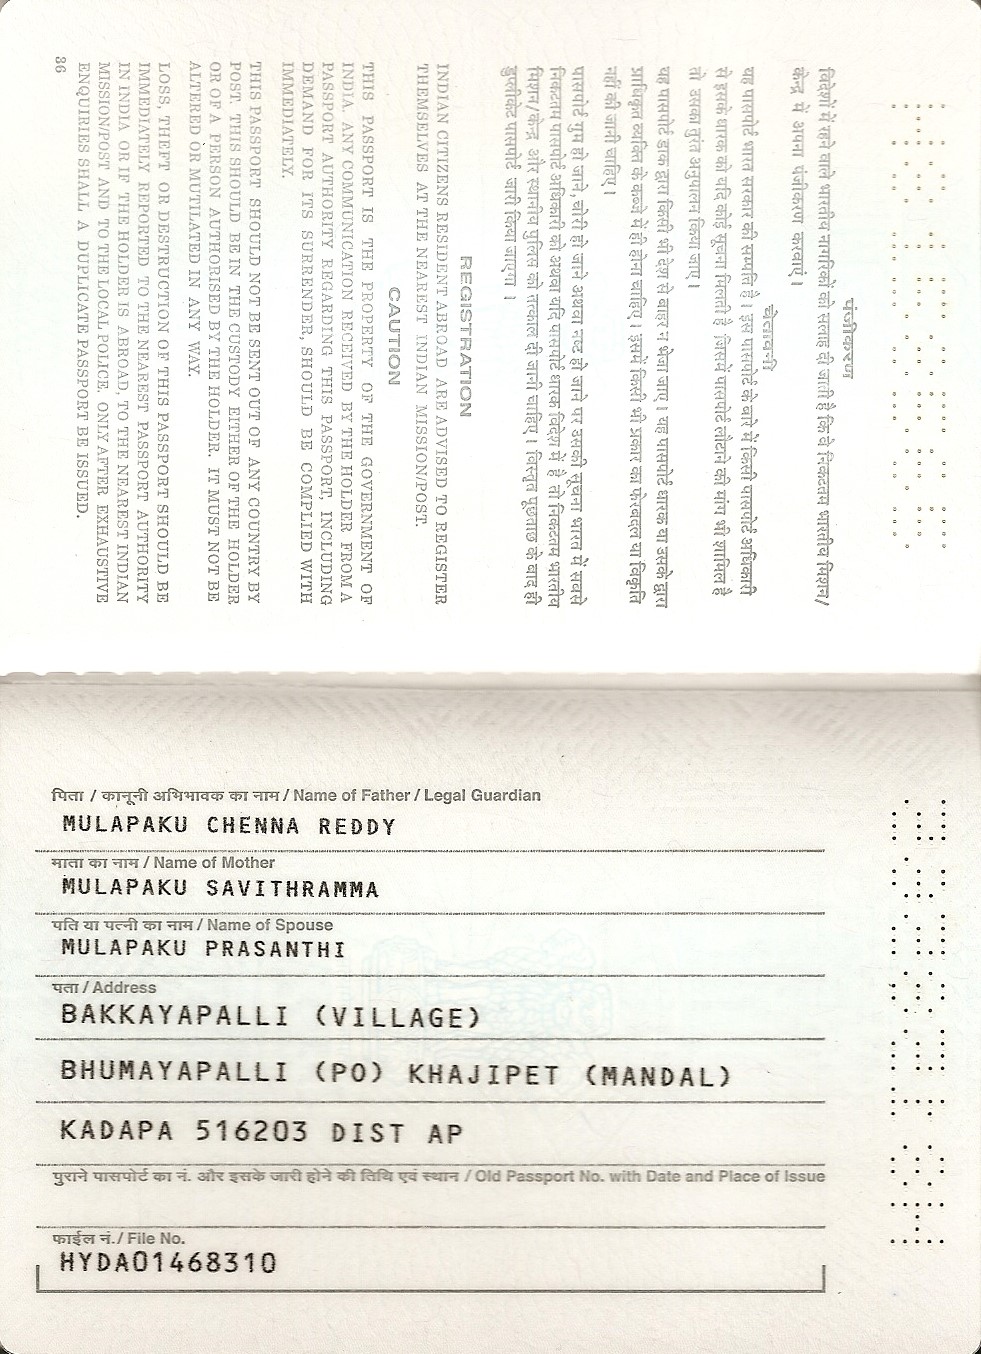 पंजीकरण
विदेशों में रहने वाले भारतीय नागरिकों को सलाह दी जाती है कि वे निकटतम भारतीय मिशन/
केन्द्र में अपना पंजीकरण करवाएं।
चेतावनी
यह पासपोर्ट भारत सरकार की सम्पत्ति है। इस पासपोर्ट के बारे में किसी पासपोर्ट अधिकारी
से इसके धारक को यदि कोई सूचना मिलती है जिसमें पासपोर्ट लौटाने की मांग भी शामिल है
तो उसका तुरंत अनुपालन किया जाए।
यह पासपोर्ट डाक द्वारा किसी भी देश से बाहर न भेजा जाए। यह पासपोर्ट धारक या उसके द्वारा
प्राधिकृत व्यक्ति के कब्जे में ही होना चाहिए। इसमें किसी भी प्रकार का फेरबदल या विकृति
नहीं की जानी चाहिए।
पासपोर्ट गुम हो जाने, चोरी हो जाने अथवा नष्ट हो जाने पर उसकी सूचना भारत में सबसे
निकटतम पासपोर्ट अधिकारी को अथवा यदि पासपोर्ट धारक विदेश में है तो निकटतम भारतीय
मिशन/केन्द्र और स्थानीय पुलिस को तत्काल दी जानी चाहिए। विस्तृत पूछताछ के बाद ही
डुप्लीकेट पासपोर्ट जारी किया जाएगा।
REGISTRATION
INDIAN CITIZENS RESIDENT ABROAD ARE ADVISED TO REGISTER
THEMSELVES AT THE NEAREST INDIAN MISSION/POST.
CAUTION
THIS PASSPORT IS THE PROPERTY OF THE GOVERNMENT OF
INDIA. ANY COMMUNICATION RECEIVED BY THE HOLDER FROM A
PASSPORT AUTHORITY REGARDING THIS PASSPORT, INCLUDING
DEMAND FOR ITS SURRENDER, SHOULD BE COMPLIED WITH
IMMEDIATELY.
THIS PASSPORT SHOULD NOT BE SENT OUT OF ANY COUNTRY BY
POST. THIS SHOULD BE IN THE CUSTODY EITHER OF THE HOLDER
OR OF A PERSON AUTHORISED BY THE HOLDER. IT MUST NOT BE
ALTERED OR MUTILATED IN ANY WAY.
LOSS, THEFT OR DESTRUCTION OF THIS PASSPORT SHOULD BE
IMMEDIATELY REPORTED TO THE NEAREST PASSPORT AUTHORITY
IN INDIA OR IF THE HOLDER IS ABROAD, TO THE NEAREST INDIAN
MISSION/POST AND TO THE LOCAL POLICE. ONLY AFTER EXHAUSTIVE
ENQUIRIES SHALL A DUPLICATE PASSPORT BE ISSUED.
36
पिता / कानूनी अभिभावक का नाम / Name of Father / Legal Guardian
MULAPAKU CHENNA REDDY
माता का नाम / Name of Mother
MULAPAKU SAVITHRAMMA
पति या पत्नी का नाम / Name of Spouse
MULAPAKU PRASANTHI
पता / Address
BAKKAYAPALLI (VILLAGE)
BHUMAYAPALLI (PO) KHAJIPET (MANDAL)
KADAPA 516203 DIST AP
पुराने पासपोर्ट का नं. और इसके जारी होने की तिथि एवं स्थान / Old Passport No. with Date and Place of Issue
फाईल नं./ File No.
HYDA01468310